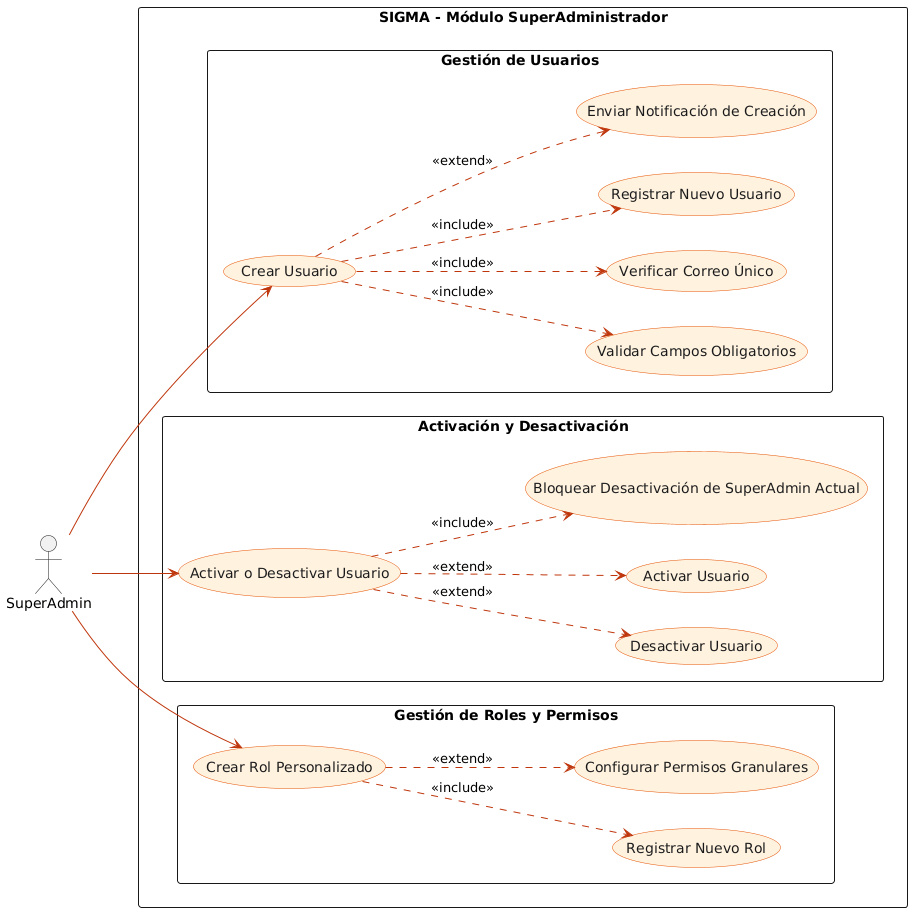 SIGMA - Módulo SuperAdministrador
Gestión de Usuarios
Enviar Notificación de Creación
«extend»
Registrar Nuevo Usuario
«include»
Crear Usuario
«include»
Verificar Correo Único
«include»
Validar Campos Obligatorios
Activación y Desactivación
Bloquear Desactivación de SuperAdmin Actual
«include»
Activar o Desactivar Usuario
«extend»
Activar Usuario
«extend»
Desactivar Usuario
SuperAdmin
Gestión de Roles y Permisos
Crear Rol Personalizado
«extend»
Configurar Permisos Granulares
«include»
Registrar Nuevo Rol